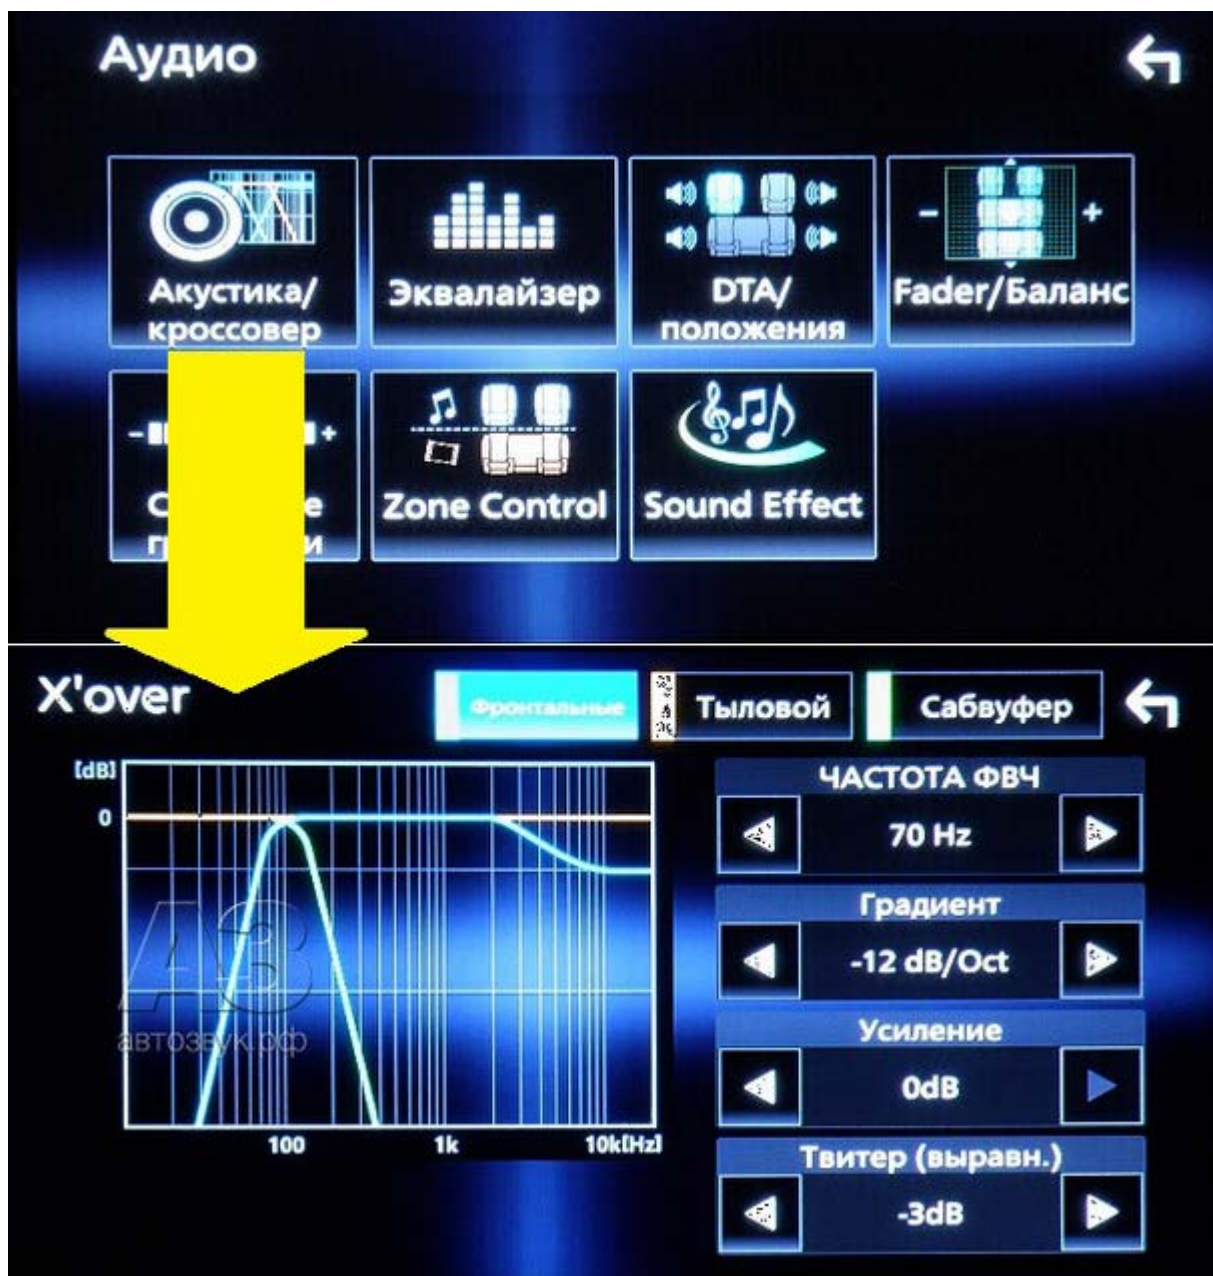 Аудио
Акустика/
кроссовер
Эквалайзер
DTA/
положения
Fader/Баланс
Zone Control
Sound Effect
X'over
Фронтальные
Тыловой
Сабвуфер
[dB]
0
100
1k
10k[Hz]
ЧАСТОТА ФВЧ
70 Hz
Градиент
-12 dB/Oct
Усиление
0dB
Твитер (выравн.)
-3dB
АЗ
автозвук.рф